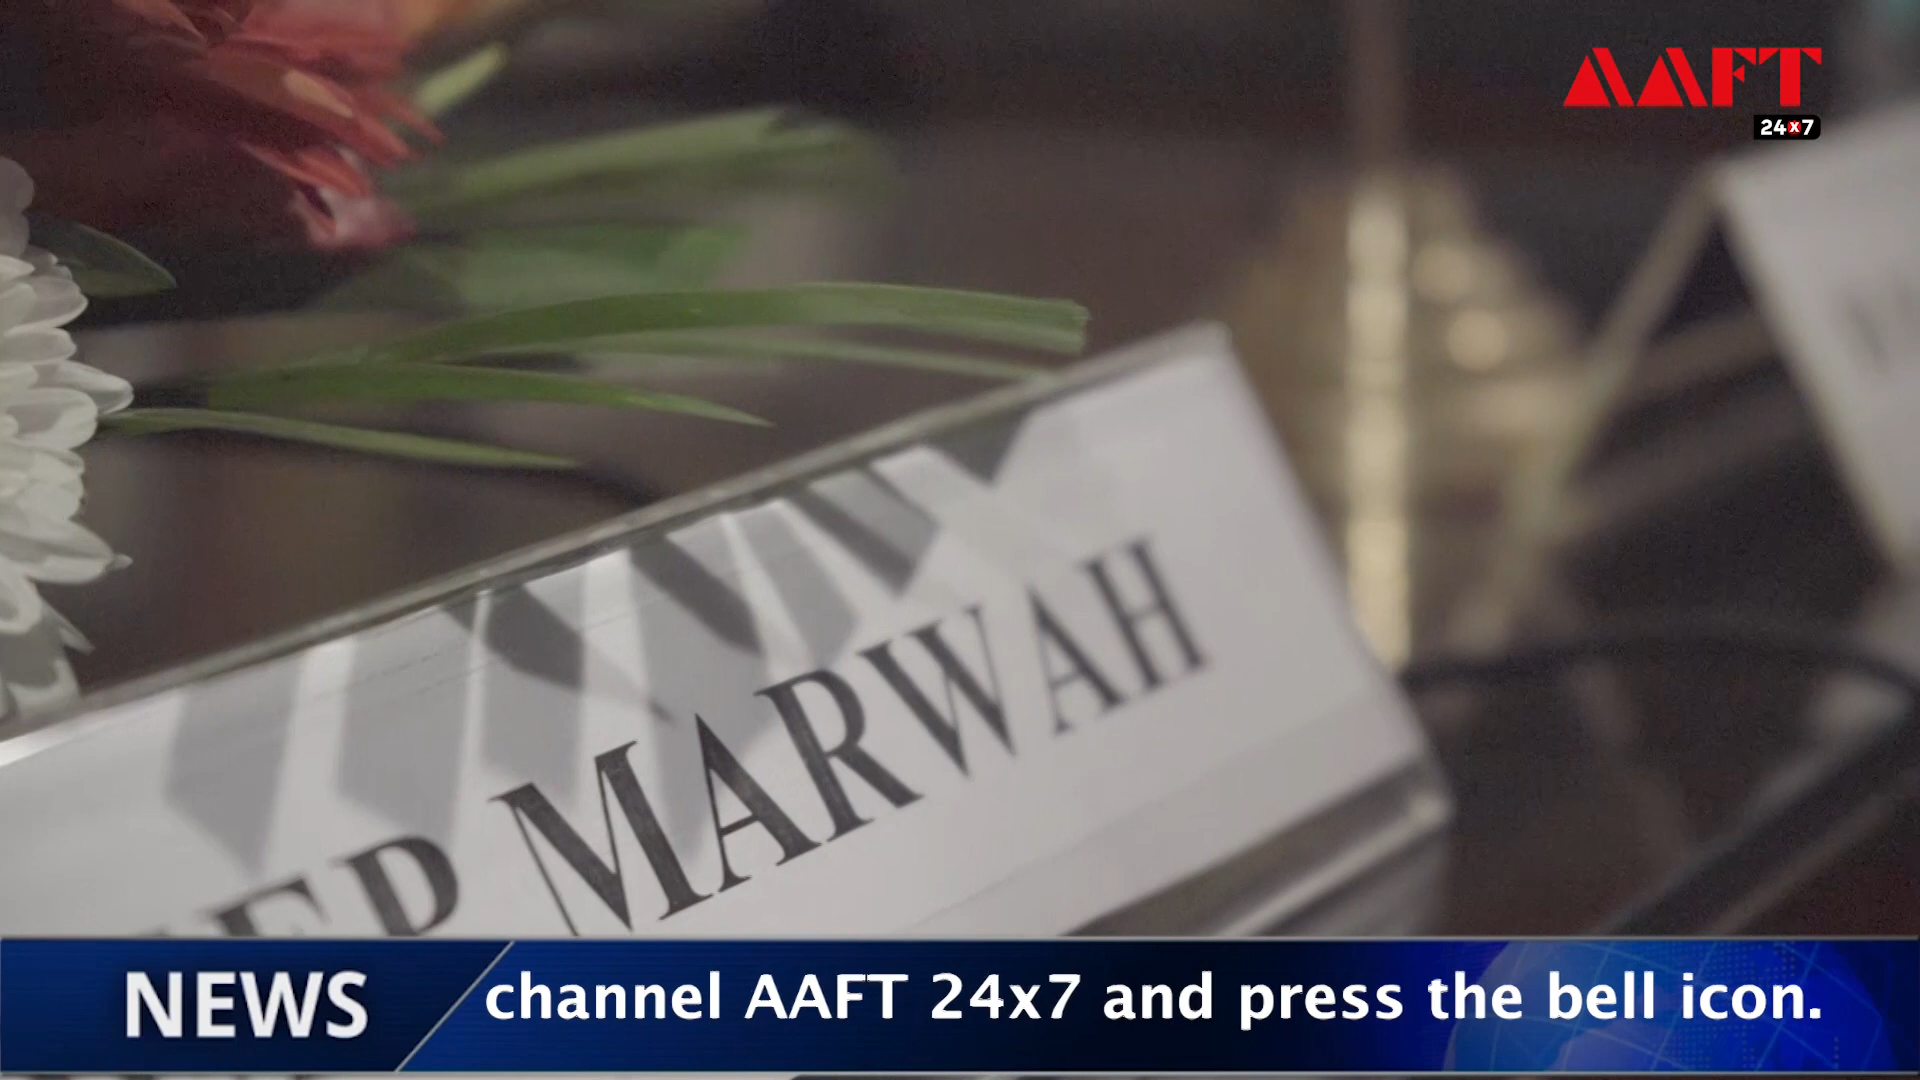 AAFT
24x7
MARWAH
NEWS
channel AAFT 24x7 and press the bell icon.